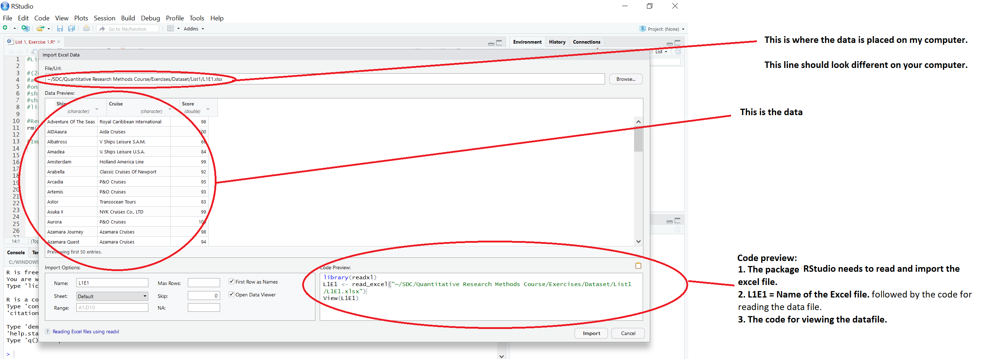 RStudio
File Edit Code View Plots Session Build Debug Profile Tools Help
Go to file/function Addins Project: (None)
List 1, Exercise 1.R* Environment History Connections
List
Import Excel Data
File/Url:
~/SDC/Quantitative Research Methods Course/Exercises/Dataset/List1/L1E1.xlsx Browse...
Data Preview:
Ship Cruise Score
(character) (character) (double)
Adventure Of The Seas Royal Caribbean International 98
AIDAaura Aida Cruises 100
Albatross V Ships Leisure S.A.M. 69
Amadea V. Ships Leisure U.S.A. 84
Amsterdam Holland America Line 99
Arabella Classic Cruises Of Newport 92
Arcadia P&O Cruises 95
Artemis P&O Cruises 93
Astor Transocean Tours 83
Asuka II NYK Cruises Co., LTD 99
Aurora P&O Cruises 100
Azamara Journey Azamara Cruises 98
Azamara Quest Azamara Cruises 94
Previewing first 50 entries.
Import Options:
Name: L1E1 Max Rows: First Row as Names
Sheet: Default Skip: 0 Open Data Viewer
Range: A1:D10 NA:
Code Preview:
library(readxl)
L1E1 <- read_excel("~/SDC/Quantitative Research Methods Course/Exercises/Dataset/List1
/L1E1.xlsx")
View(L1E1)
? Reading Excel files using readxl
Import Cancel
1 #Lis
2
3 #(24
4 #a
5 #on
6 #sh
7 #sh
8 #lis
9
10 #Rem
11 rm(
12
13 #Imp
14
15
16
17
18
19
20
21
22
23
24
25
26
27
14:1 (Top
Console Ter
C:/WINDOWS
R is free
You are w
Type 'lic
R is a co
Type 'con
'citation
Type 'dem
'help.sta
Type 'q()
>
This is where the data is placed on my computer.
This line should look different on your computer.
This is the data
Code preview:
1. The package RStudio needs to read and import the
excel file.
2. L1E1 = Name of the Excel file. followed by the code for
reading the data file.
3. The code for viewing the datafile.